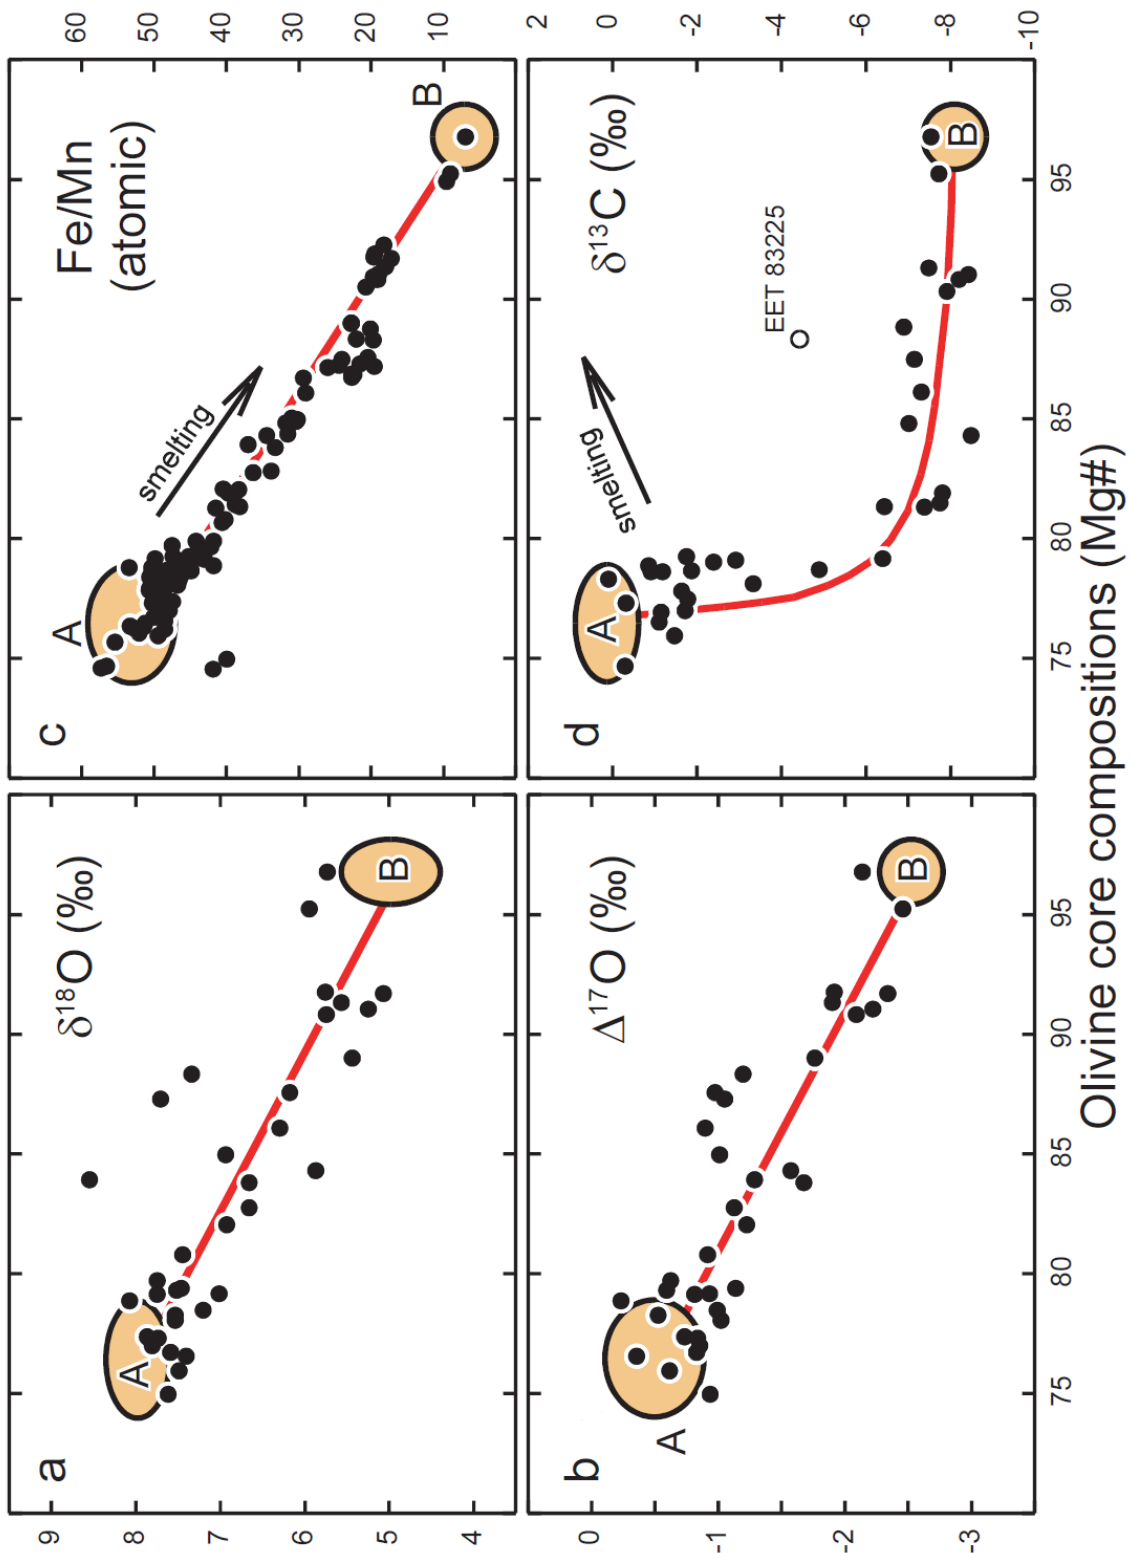 a
δ18O (‰)
A
B
9
8
7
6
5
4
c
Fe/Mn
(atomic)
smelting
A
B
60
50
40
30
20
10
b
Δ17O (‰)
A
B
0
-1
-2
-3
75
80
85
90
95
d
δ13C (‰)
smelting
EET 83225
A
B
2
0
-2
-4
-6
-8
-10
75
80
85
90
95
Olivine core compositions (Mg#)